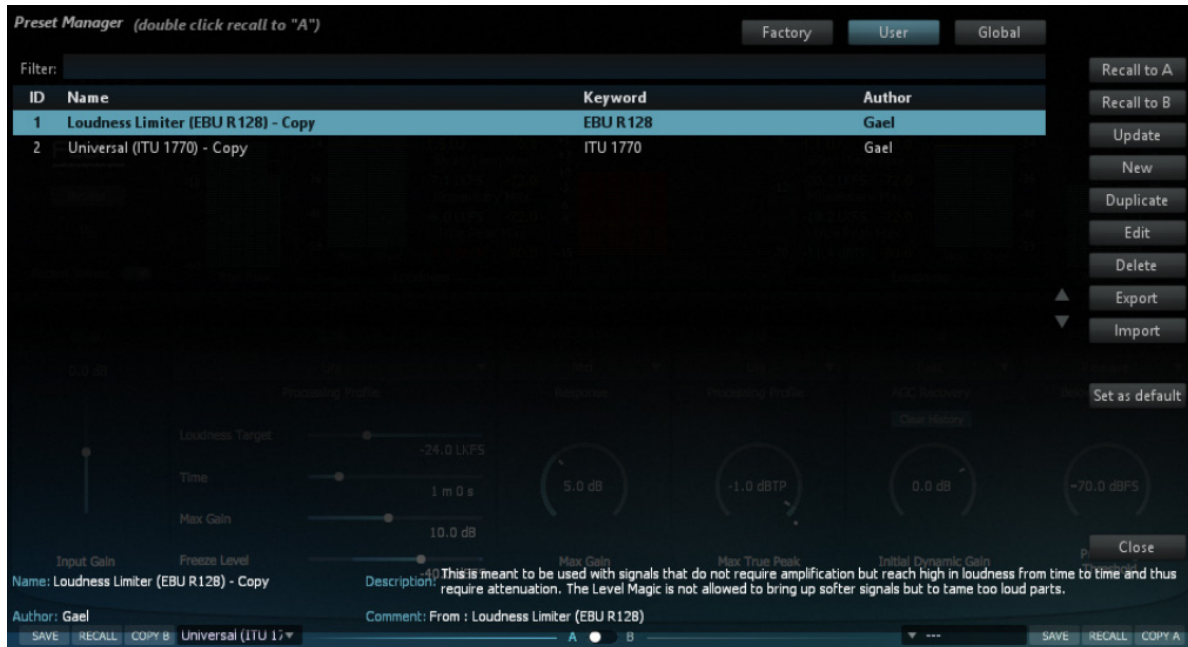 Preset Manager (double click recall to "A")
Factory User Global
Filter:
Recall to A
ID Name Keyword Author
Recall to B
1 Loudness Limiter (EBU R128) - Copy EBU R128 Gael
Update
2 Universal (ITU 1770) - Copy ITU 1770 Gael
New
Duplicate
Edit
Delete
Export
Import
0.0 dB
Processing Profile Response Processing Profile AGC Recovery
Set as default
Clear History
Loudness Target
-24.0 LKFS
Time
1 m 0 s
5.0 dB -1.0 dBTP 0.0 dB -70.0 dBFS
Max Gain
10.0 dB
Close
Input Gain Freeze Level Max Gain Max True Peak Initial Dynamic Gain
Threshold
Name: Loudness Limiter (EBU R128) - Copy
Description: This is meant to be used with signals that do not require amplification but reach high in loudness from time to time and thus
require attenuation. The Level Magic is not allowed to bring up softer signals but to tame too loud parts.
Author: Gael
Comment: From : Loudness Limiter (EBU R128)
SAVE RECALL COPY B Universal (ITU 17 A B --- SAVE RECALL COPY A